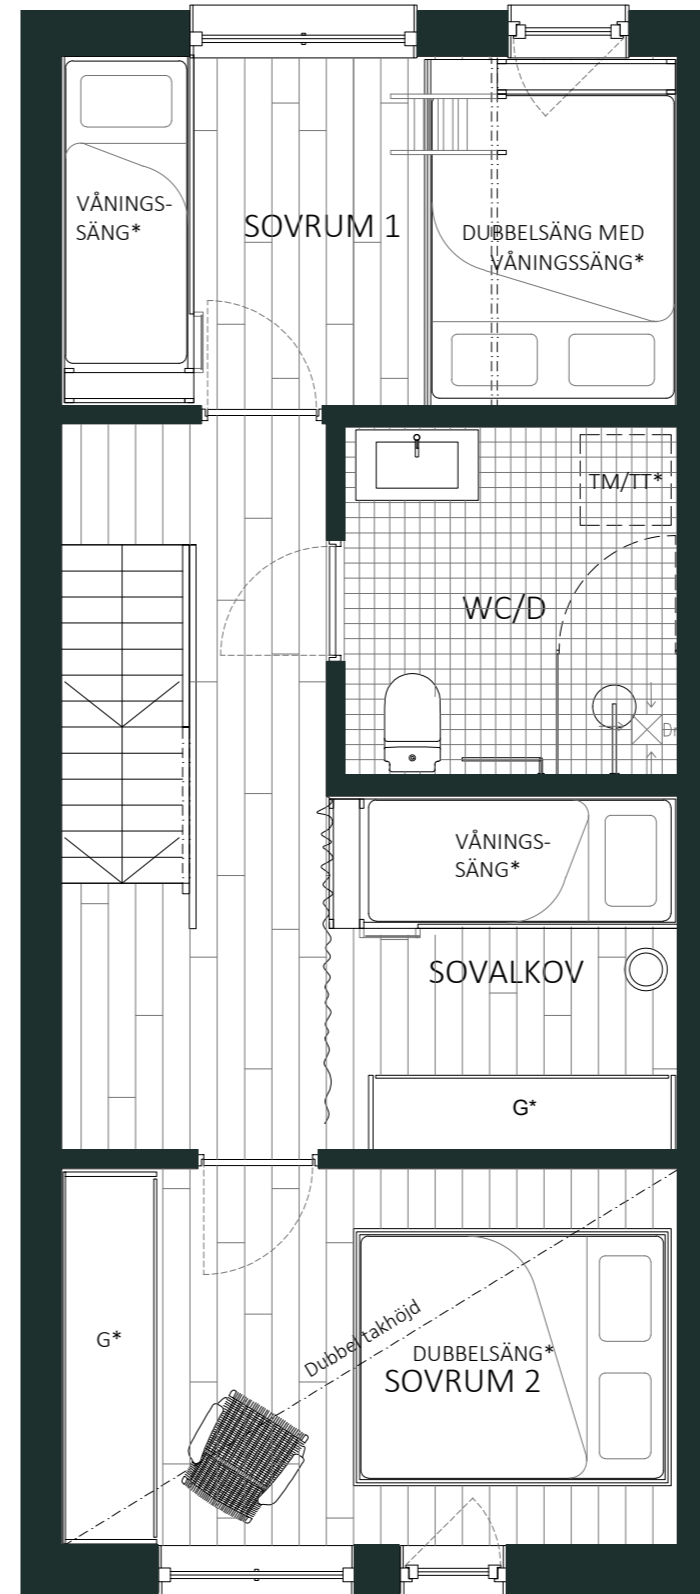 VÅNINGS-
SÄNG*
SOVRUM 1
DUBBELSÄNG MED
VÅNINGSSÄNG*
TM/TT*
WC/D
VÅNINGS-
SÄNG*
SOVALKOV
G*
G*
Dubbel takhöjd
DUBBELSÄNG*
SOVRUM 2